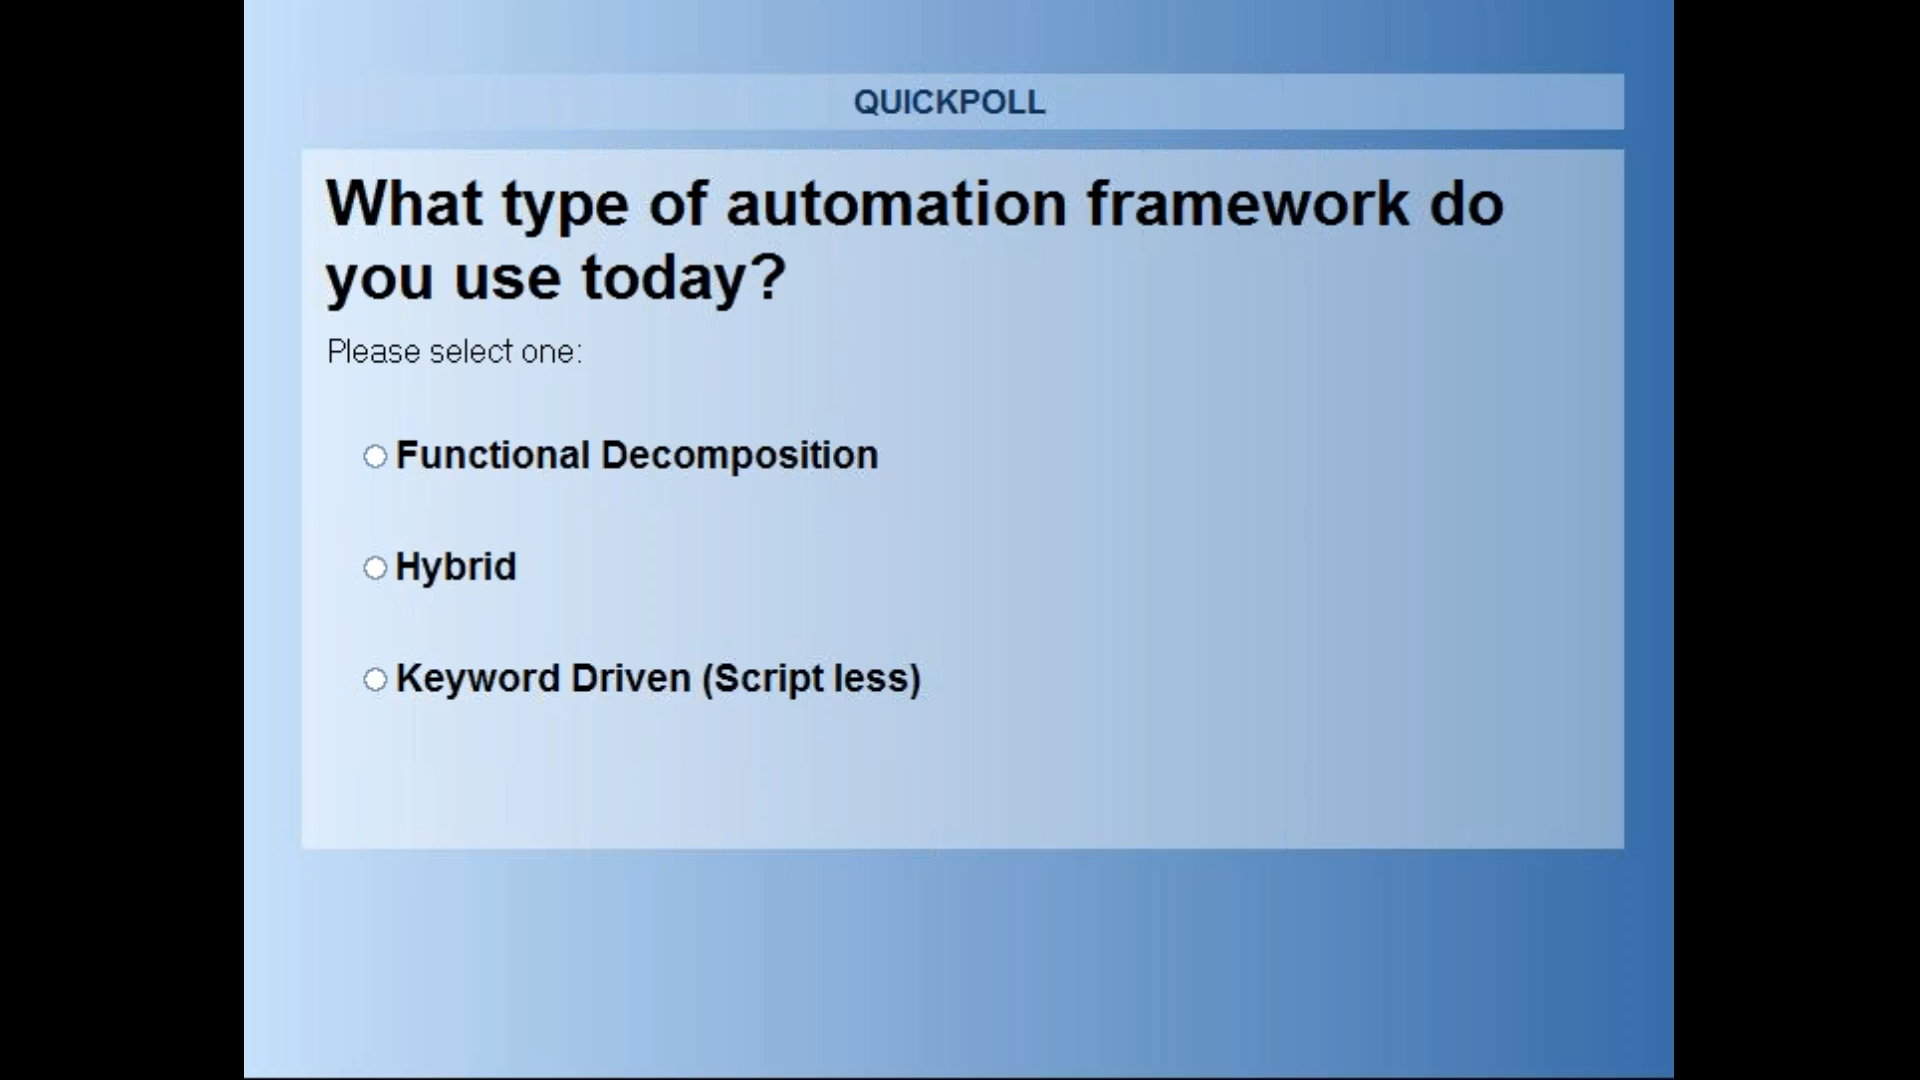 QUICKPOLL
What type of automation framework do
you use today?
Please select one:
Functional Decomposition
Hybrid
Keyword Driven (Script less)